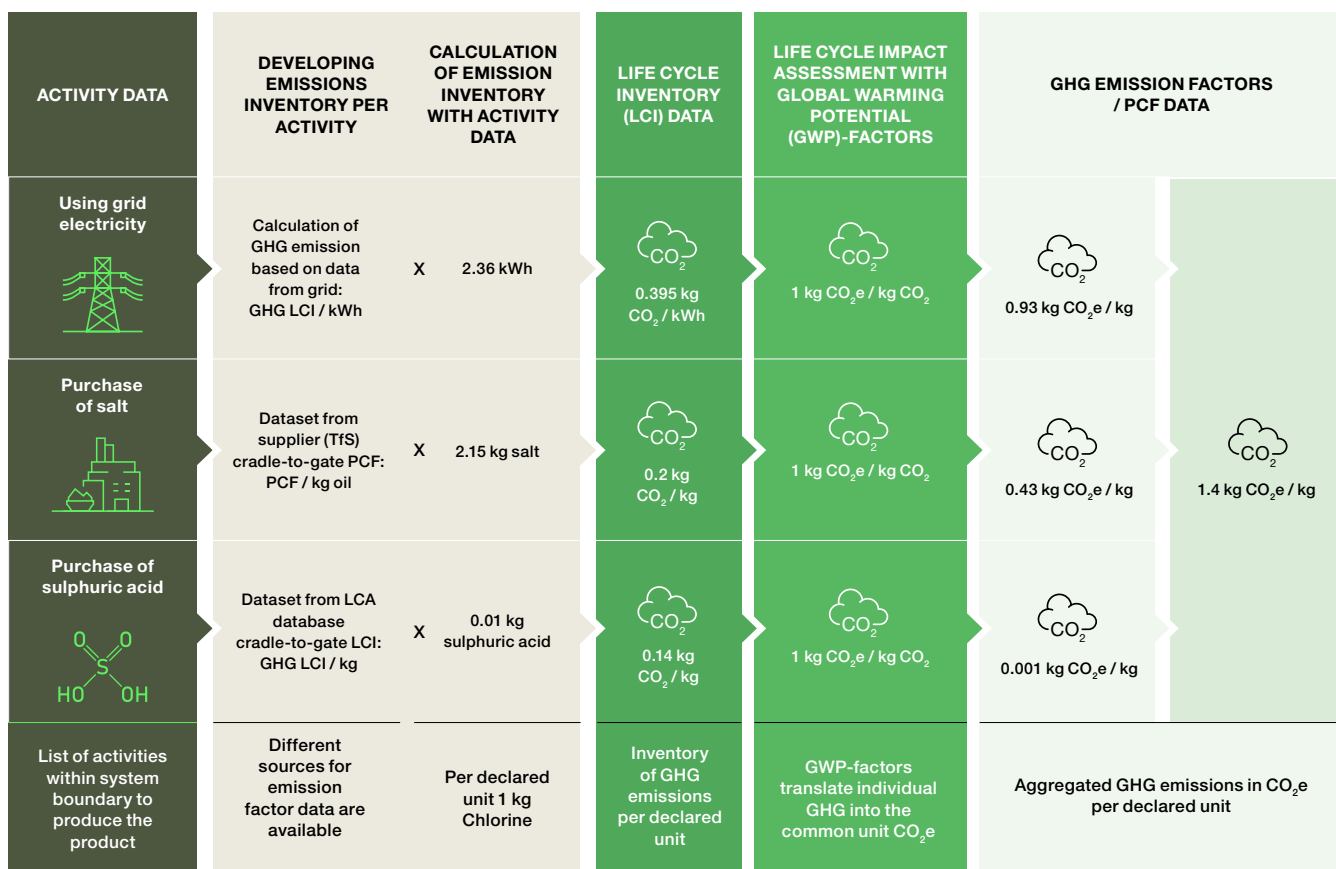 ACTIVITY DATA
DEVELOPING
EMISSIONS
INVENTORY PER
ACTIVITY
CALCULATION
OF EMISSION
INVENTORY
WITH ACTIVITY
DATA
LIFE CYCLE
INVENTORY
(LCI) DATA
LIFE CYCLE IMPACT
ASSESSMENT WITH
GLOBAL WARMING
POTENTIAL
(GWP)-FACTORS
GHG EMISSION FACTORS
/ PCF DATA
Using grid
electricity
Calculation of
GHG emission
based on data
from grid:
GHG LCI / kWh
X
2.36 kWh
CO₂
0.395 kg
CO₂ / kWh
CO₂
1 kg CO₂e / kg CO₂
CO₂
0.93 kg CO₂e / kg
Purchase
of salt
Dataset from
supplier (TfS)
cradle-to-gate PCF:
PCF / kg oil
X
2.15 kg salt
CO₂
0.2 kg
CO₂ / kg
CO₂
1 kg CO₂e / kg CO₂
CO₂
0.43 kg CO₂e / kg
CO₂
1.4 kg CO₂e / kg
Purchase of
sulphuric acid
O O
S
HO OH
Dataset from LCA
database
cradle-to-gate LCI:
GHG LCI / kg
X
0.01 kg
sulphuric acid
CO₂
0.14 kg
CO₂ / kg
CO₂
1 kg CO₂e / kg CO₂
CO₂
0.001 kg CO₂e / kg
List of activities
within system
boundary to
produce the
product
Different
sources for
emission
factor data are
available
Per declared
unit 1 kg
Chlorine
Inventory
of GHG
emissions
per declared
unit
GWP-factors
translate individual
GHG into the
common unit CO₂e
Aggregated GHG emissions in CO₂e
per declared unit